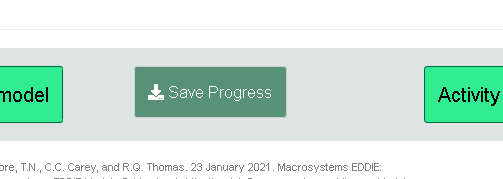 model
Save Progress
Activity
ore, T.N., C.C. Carey, and R.Q. Thomas. 23 January 2021. Macrosystems EDDIE: